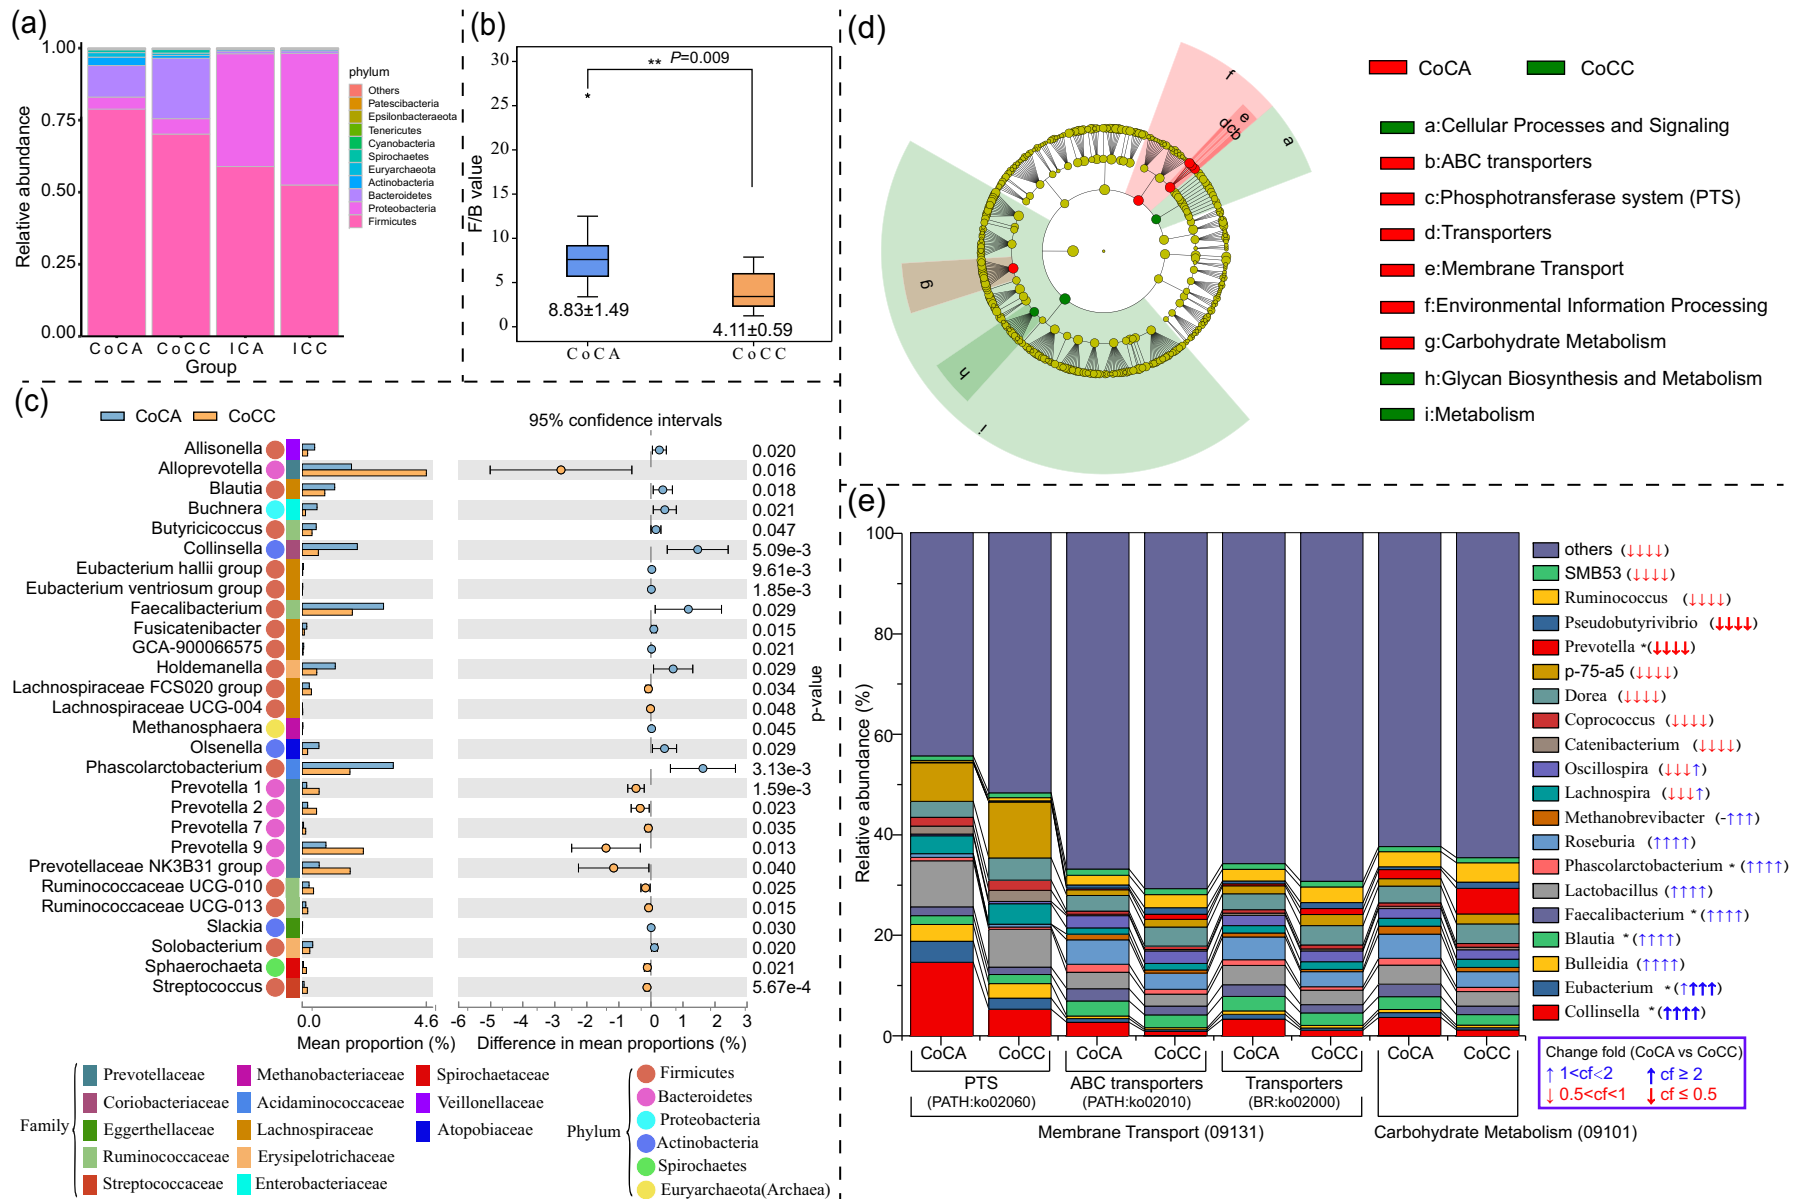 (a)
1.00
0.75
0.50
0.25
0.00
Relative abundance
CoCA
CoCC
ICA
ICC
Group
phylum
Others
Patescibacteria
Epsilonbacteraeota
Tenericutes
Cyanobacteria
Spirochaetes
Euryarchaeota
Actinobacteria
Bacteroidetes
Proteobacteria
Firmicutes
(b)
30
25
20
15
10
5
0
F/B value
** P=0.009
*
8.83±1.49
4.11±0.59
CoCA
CoCC
(c)
CoCA
CoCC
95% confidence intervals
Allisonella 0.020
Alloprevotella 0.016
Blautia 0.018
Buchnera 0.021
Butyricicoccus 0.047
Collinsella 5.09e-3
Eubacterium hallii group 9.61e-3
Eubacterium ventriosum group 1.85e-3
Faecalibacterium 0.029
Fusicatenibacter 0.015
GCA-900066575 0.021
Holdemanella 0.029
Lachnospiraceae FCS020 group 0.034
Lachnospiraceae UCG-004 0.048
Methanosphaera 0.045
Olsenella 0.029
Phascolarctobacterium 3.13e-3
Prevotella 1 1.59e-3
Prevotella 2 0.023
Prevotella 7 0.035
Prevotella 9 0.013
Prevotellaceae NK3B31 group 0.040
Ruminococcaceae UCG-010 0.025
Ruminococcaceae UCG-013 0.015
Slackia 0.030
Solobacterium 0.020
Sphaerochaeta 0.021
Streptococcus 5.67e-4
p-value
0.0 4.6
-6 -5 -4 -3 -2 -1 0 1 2 3
Mean proportion (%)
Difference in mean proportions (%)
Family
Prevotellaceae
Coriobacteriaceae
Eggerthellaceae
Ruminococcaceae
Streptococcaceae
Methanobacteriaceae
Acidaminococcaceae
Lachnospiraceae
Erysipelotrichaceae
Enterobacteriaceae
Spirochaetaceae
Veillonellaceae
Atopobiaceae
Phylum
Firmicutes
Bacteroidetes
Proteobacteria
Actinobacteria
Spirochaetes
Euryarchaeota(Archaea)
(d)
CoCA
CoCC
f
e
d
c
b
a
g
h
i
a:Cellular Processes and Signaling
b:ABC transporters
c:Phosphotransferase system (PTS)
d:Transporters
e:Membrane Transport
f:Environmental Information Processing
g:Carbohydrate Metabolism
h:Glycan Biosynthesis and Metabolism
i:Metabolism
(e)
100
80
60
40
20
0
Relative abundance (%)
CoCA
CoCC
CoCA
CoCC
CoCA
CoCC
CoCA
CoCC
PTS
(PATH:ko02060)
ABC transporters
(PATH:ko02010)
Transporters
(BR:ko02000)
Membrane Transport (09131)
Carbohydrate Metabolism (09101)
others (↓↓↓↓)
SMB53 (↓↓↓↓)
Ruminococcus (↓↓↓↓)
Pseudobutyrivibrio (↓↓↓↓)
Prevotella *(↓↓↓↓)
p-75-a5 (↓↓↓↓)
Dorea (↓↓↓↓)
Coprococcus (↓↓↓↓)
Catenibacterium (↓↓↓↓)
Oscillospira (↓↓↓↑)
Lachnospira (↓↓↓↑)
Methanobrevibacter (-↑↑↑)
Roseburia (↑↑↑↑)
Phascolarctobacterium * (↑↑↑↑)
Lactobacillus (↑↑↑↑)
Faecalibacterium * (↑↑↑↑)
Blautia *(↑↑↑↑)
Bulleidia (↑↑↑↑)
Eubacterium *(↑↑↑↑)
Collinsella *(↑↑↑↑)
Change fold (CoCA vs CoCC)
↑ 1<cf<2 ↑ cf ≥ 2
↓ 0.5<cf<1 ↓ cf ≤ 0.5